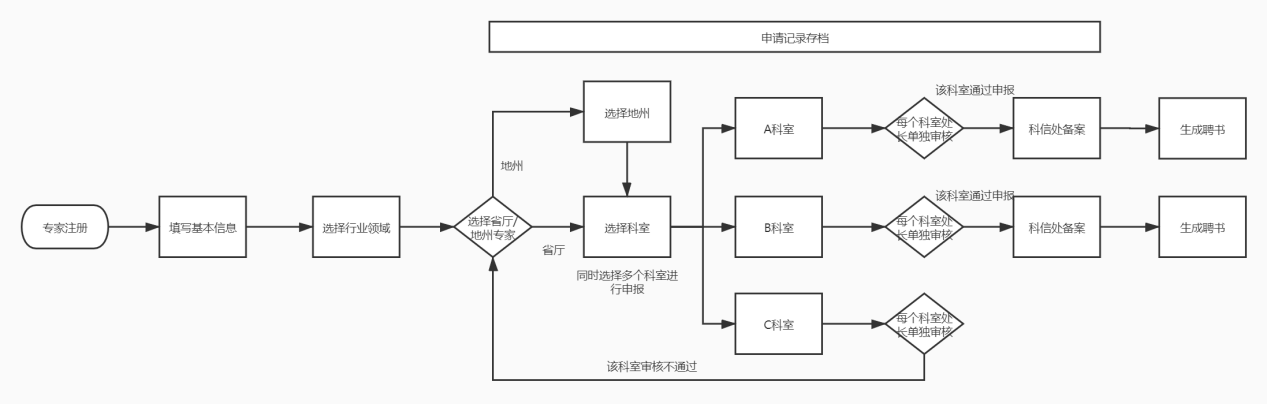 申请记录存档
该科室通过申报
选择地州
A科室
每个科室处
长单独审核
科信处备案
生成聘书
地州
该科室通过申报
专家注册
填写基本信息
选择行业领域
选择省厅/
地州专家
省厅
选择科室
B科室
每个科室处
长单独审核
科信处备案
生成聘书
同时选择多个科室进
行申报
C科室
每个科室处
长单独审核
该科室审核不通过